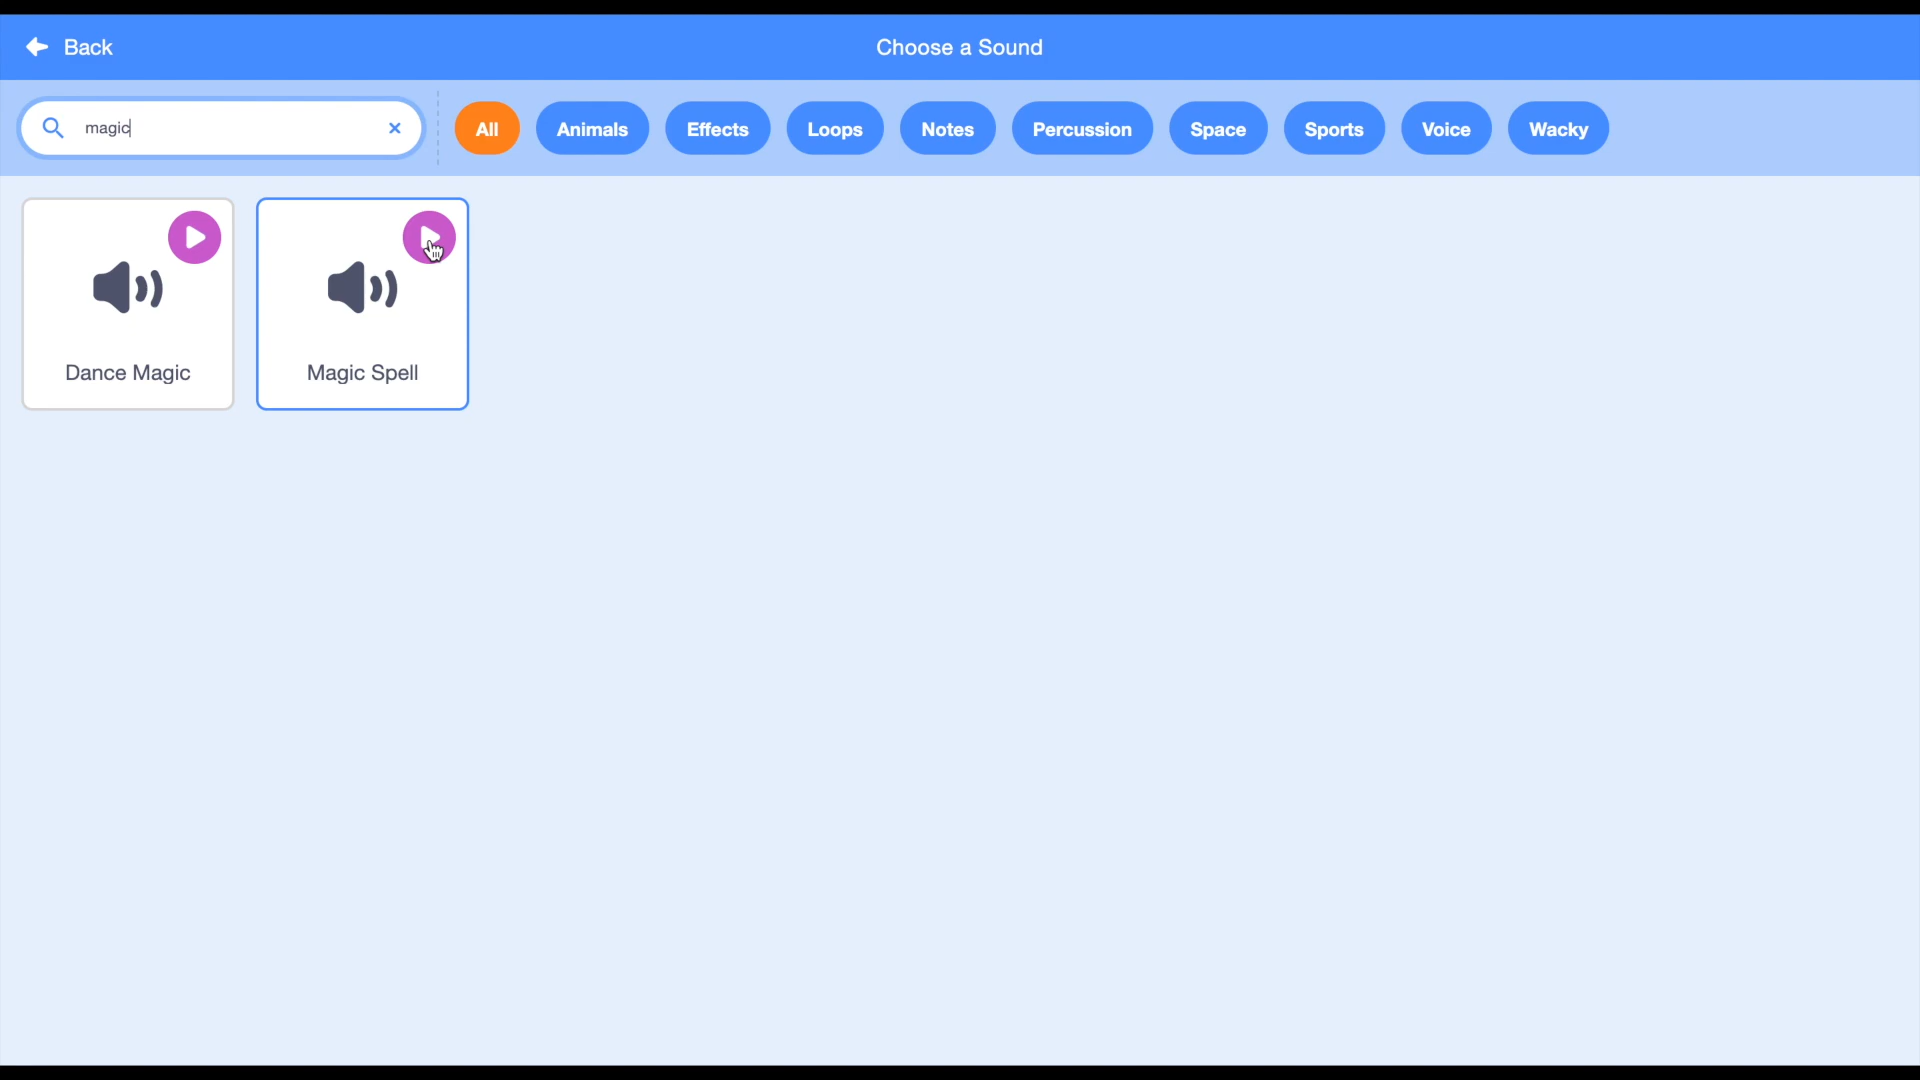 Back
Choose a Sound
magic
All
Animals
Effects
Loops
Notes
Percussion
Space
Sports
Voice
Wacky
Dance Magic
Magic Spell